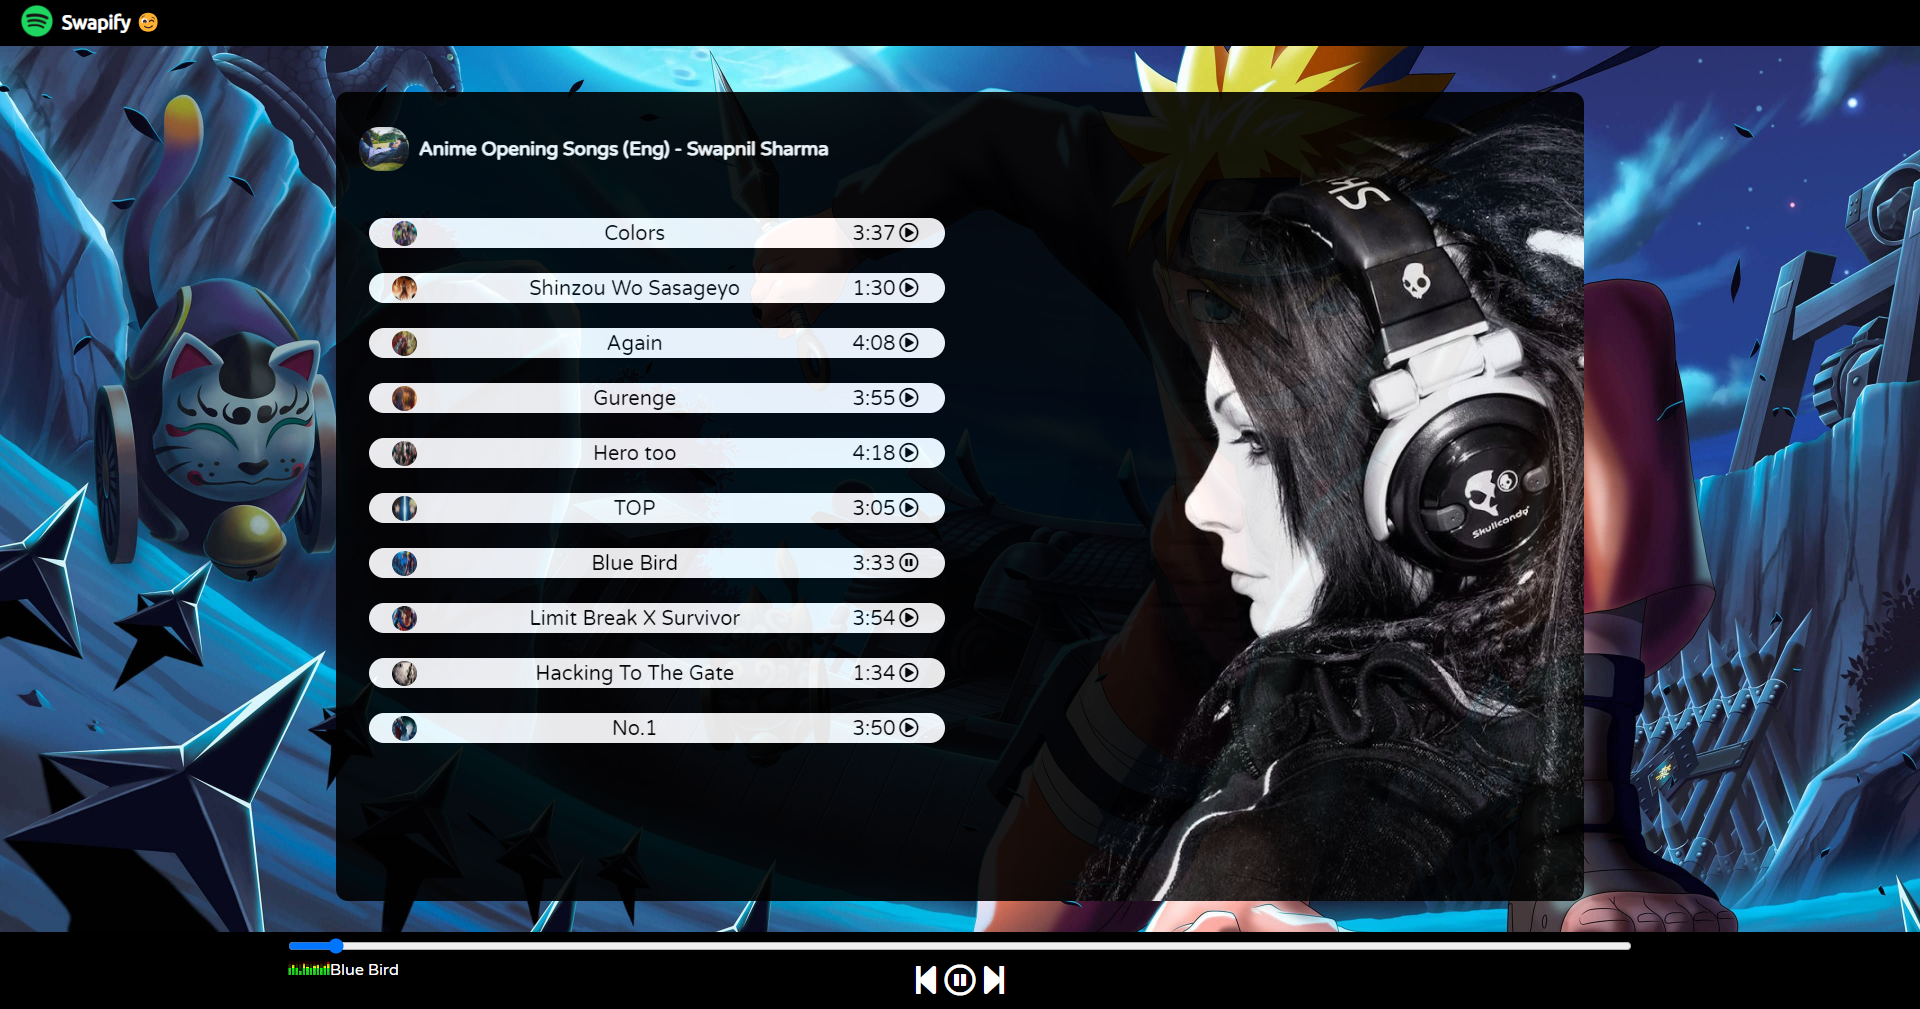 Swapify 😊
Anime Opening Songs (Eng) - Swapnil Sharma
Colors 3:37
Shinzou Wo Sasageyo 1:30
Again 4:08
Gurenge 3:55
Hero too 4:18
TOP 3:05
Blue Bird 3:33
Limit Break X Survivor 3:54
Hacking To The Gate 1:34
No.1 3:50
Skullcandy
Blue Bird